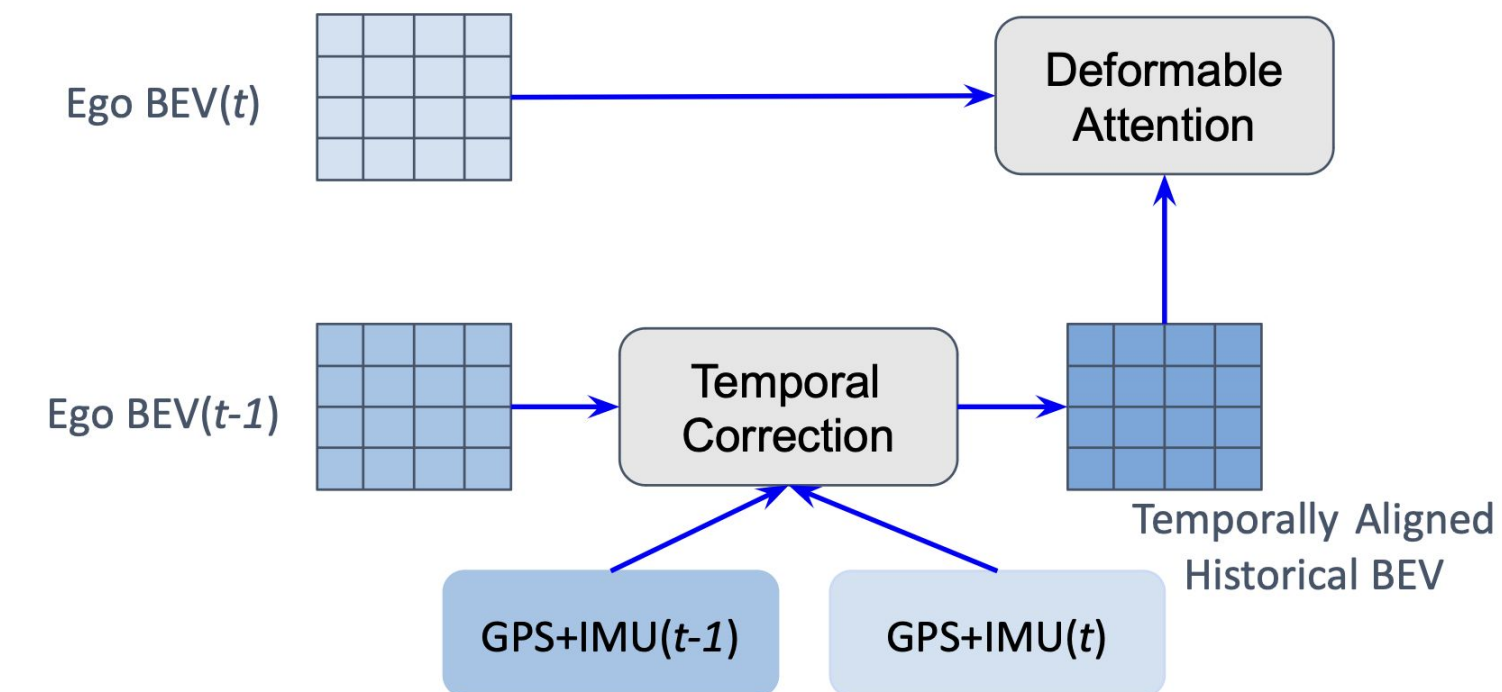 Ego BEV(t)
Deformable
Attention
Ego BEV(t-1)
Temporal
Correction
Temporally Aligned
Historical BEV
GPS+IMU(t-1)
GPS+IMU(t)